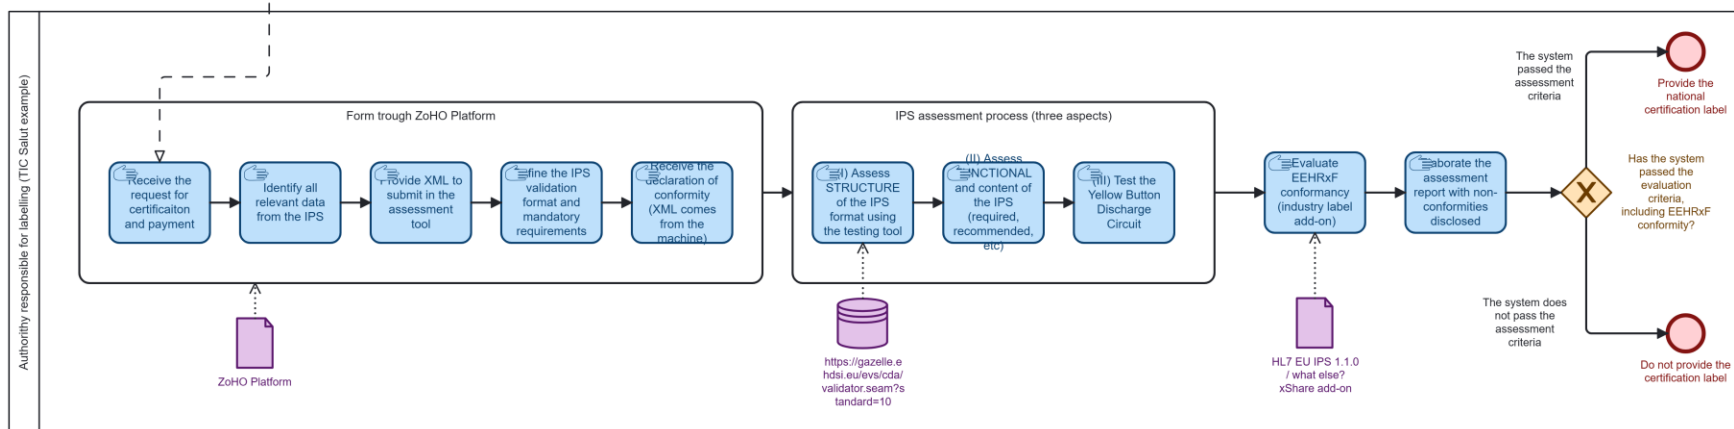 Authorithy responsible for labelling (TIC Salut example)
Form trough ZoHO Platform
Receive the
request for
certificaiton
and payment
Identify all
relevant data
from the IPS
Provide XML to
submit in the
assessment
tool
the IPS
validation
format and
mandatory
requirements
Receive the
declaration of
conformity
(XML comes
from the
machine)
ZoHO Platform
IPS assessment process (three aspects)
(I) Assess
STRUCTURE
of the IPS
format using
the testing tool
(II) Assess
and content of
the IPS
(required,
recommended,
etc)
(III) Test the
Yellow Button
Discharge
Circuit
https://gazelle.e
hdsi.eu/evs/cda/
validator.seam?s
tandard=10
Evaluate
EEHRxF
conformancy
(industry label
add-on)
HL7 EU IPS 1.1.0
/ what else?
xShare add-on
the
assessment
report with non-
conformities
disclosed
X
Has the system
passed the
evaluation
criteria,
including EEHRxF
conformity?
The system
passed the
assessment
criteria
Provide the
national
certification label
The system does
not pass the
assessment
criteria
Do not provide the
certification label